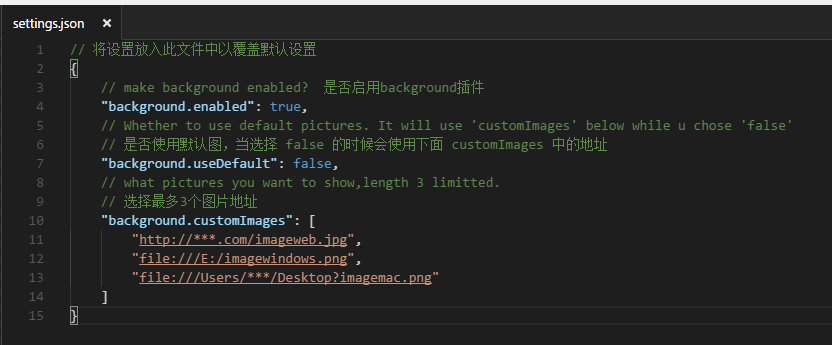 settings.json ×
1 // 将设置放入此文件中以覆盖默认设置
2 {
3 // make background enabled? 是否启用background插件
4 "background.enabled": true,
5 // Whether to use default pictures. It will use 'customImages' below while u chose 'false'
6 // 是否使用默认图，当选择 false 的时候会使用下面 customImages 中的地址
7 "background.useDefault": false,
8 // what pictures you want to show,length 3 limitted.
9 // 选择最多3个图片地址
10 "background.customImages": [
11 "http://***.com/imageweb.jpg",
12 "file:///E:/imagewindows.png",
13 "file:///Users/***/Desktop?imagemac.png"
14 ]
15 }